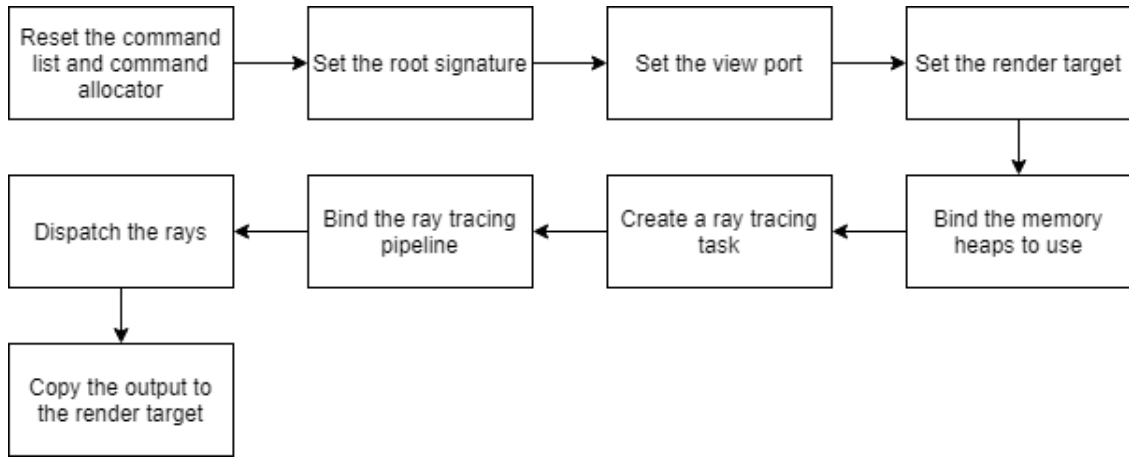 Reset the command
list and command
allocator
Set the root signature
Set the view port
Set the render target
Bind the memory
heaps to use
Create a ray tracing
task
Bind the ray tracing
pipeline
Dispatch the rays
Copy the output to
the render target